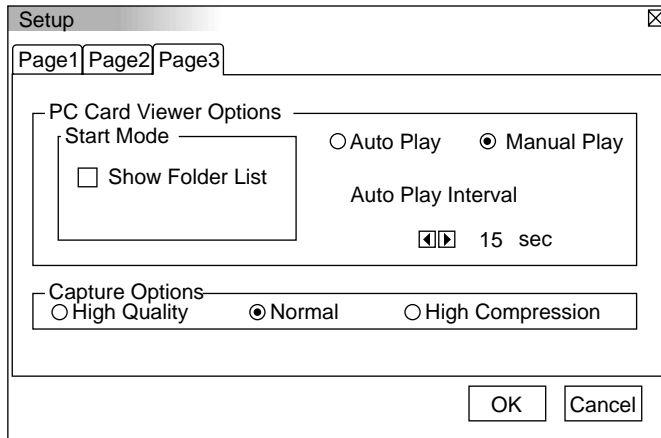 Setup
Page1 Page2 Page3
PC Card Viewer Options
Start Mode
Show Folder List
Auto Play Manual Play
Auto Play Interval
15 sec
Capture Options
High Quality Normal High Compression
OK Cancel